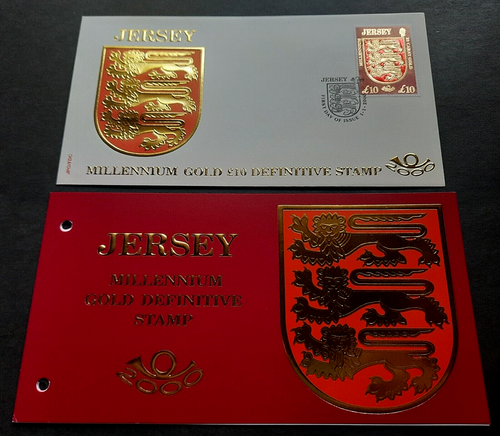 JERSEY
JERSEY
£10 £10
JERSEY
FIRST DAY OF ISSUE
MILLENNIUM GOLD £10 DEFINITIVE STAMP
2000
JERSEY
MILLENNIUM
GOLD DEFINITIVE
STAMP
2000